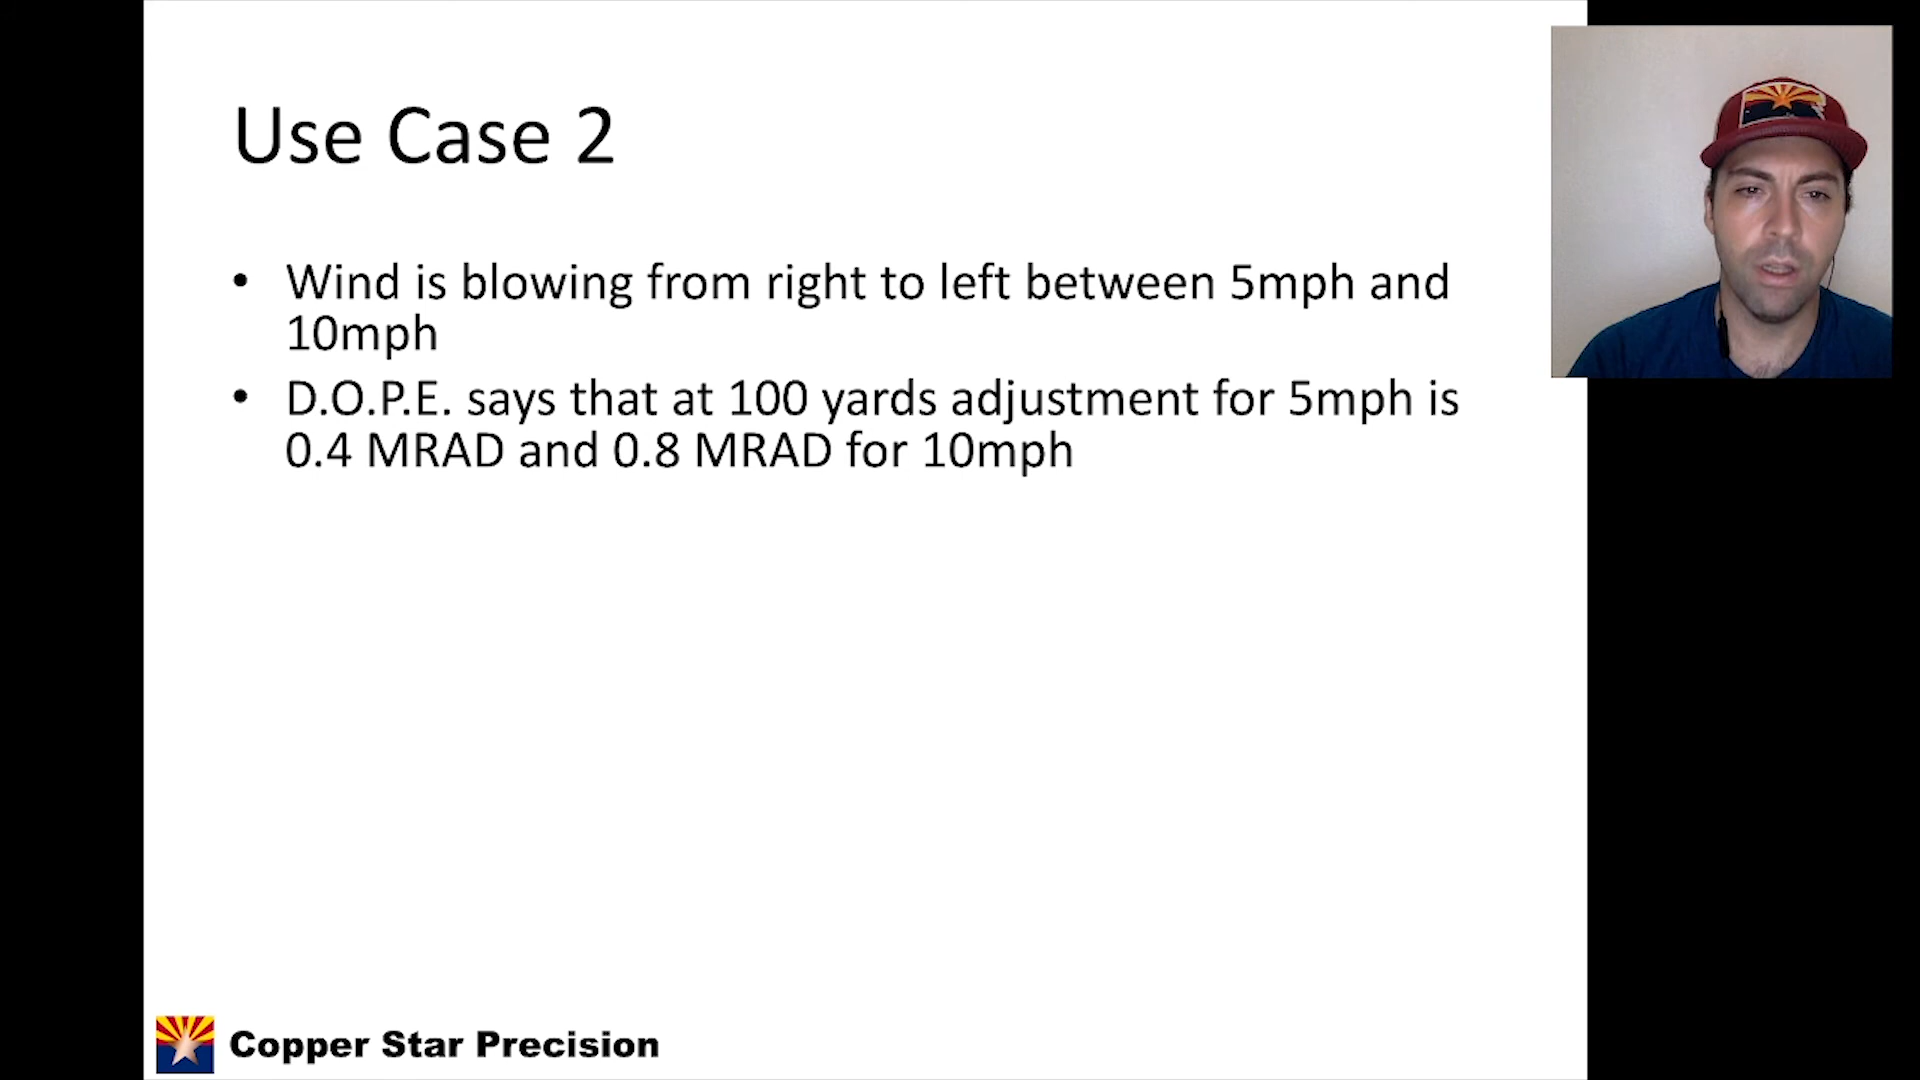 Use Case 2
• Wind is blowing from right to left between 5mph and
10mph
• D.O.P.E. says that at 100 yards adjustment for 5mph is
0.4 MRAD and 0.8 MRAD for 10mph
Copper Star Precision